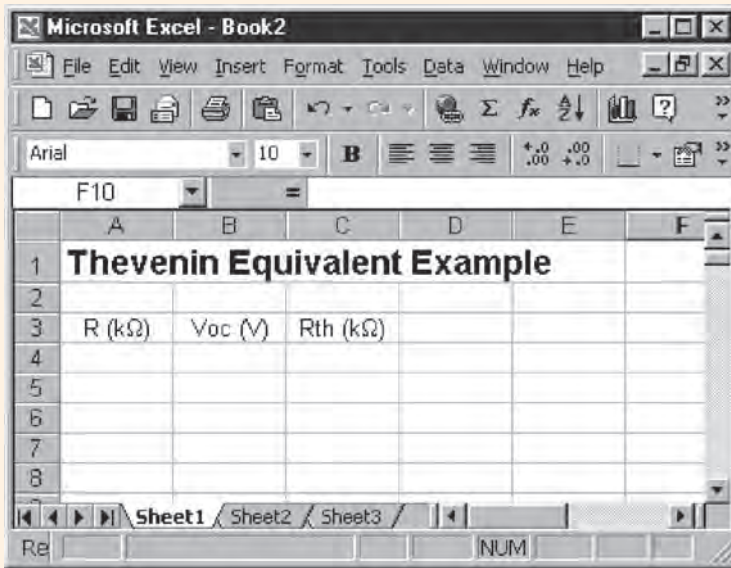 Microsoft Excel - Book2
File Edit View Insert Format Tools Data Window Help
Arial 10 B
F10 =
A B C D E F
1 Thevenin Equivalent Example
2
3 R (kΩ) Voc (V) Rth (kΩ)
4
5
6
7
8
Sheet1 Sheet2 Sheet3
Re NUM